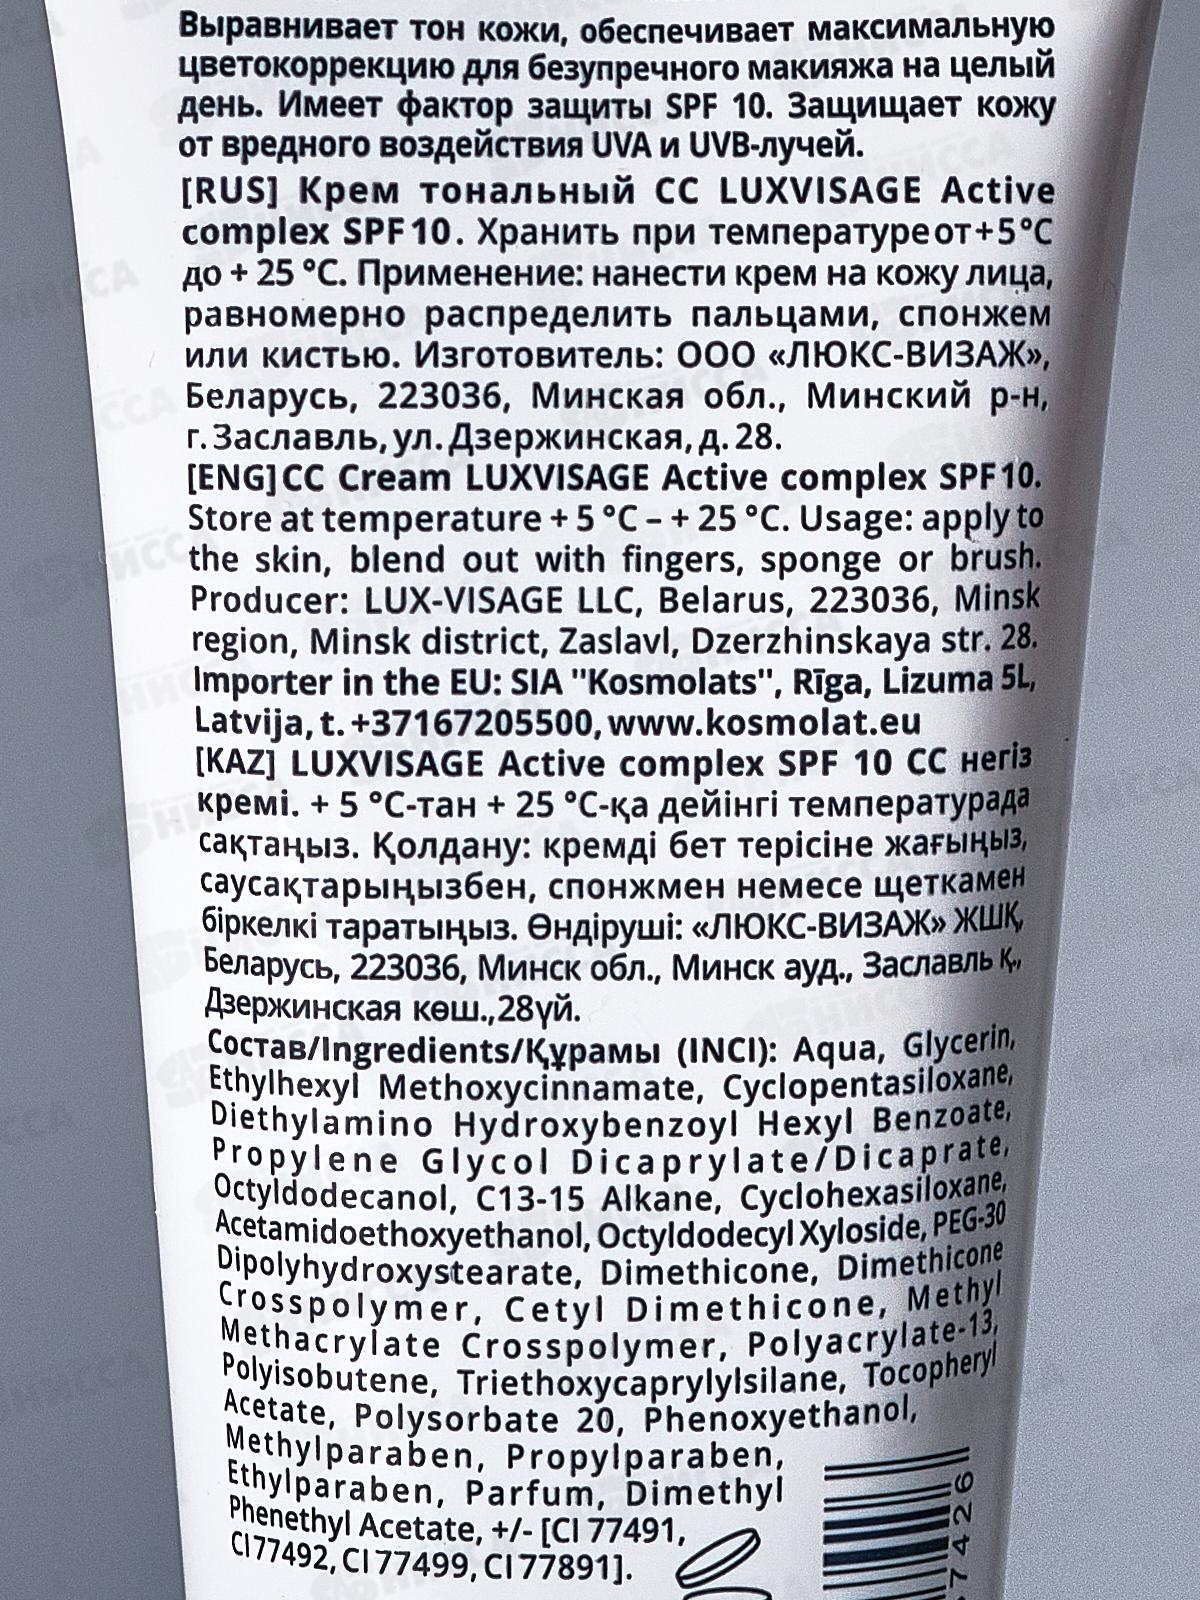 Выравнивает тон кожи, обеспечивает максимальную
цветокоррекцию для безупречного макияжа на целый
день. Имеет фактор защиты SPF 10. Защищает кожу
от вредного воздействия UVA и UVB-лучей.
[RUS] Крем тональный CC LUXVISAGE Active
complex SPF10. Хранить при температуре от +5 °C
до + 25 °C. Применение: нанести крем на кожу лица,
равномерно распределить пальцами, спонжем
или кистью. Изготовитель: ООО «ЛЮКС-ВИЗАЖ»,
Беларусь, 223036, Минская обл., Минский р-н,
г. Заславль, ул. Дзержинская, д. 28.
[ENG] CC Cream LUXVISAGE Active complex SPF10.
Store at temperature + 5 °C – + 25 °C. Usage: apply to
the skin, blend out with fingers, sponge or brush.
Producer: LUX-VISAGE LLC, Belarus, 223036, Minsk
region, Minsk district, Zaslavl, Dzerzhinskaya str. 28.
Importer in the EU: SIA "Kosmolats", Rīga, Lizuma 5L,
Latvija, t. +37167205500, www.kosmolat.eu
[KAZ] LUXVISAGE Active complex SPF 10 CC негіз
кремі. + 5 °C-тан + 25 °C-қа дейінгі температурада
сақтаңыз. Қолдану: кремді бет терісіне жағыңыз,
саусақтарыңызбен, спонжмен немесе щеткамен
біркелкі таратыңыз. Өндіруші: «ЛЮКС-ВИЗАЖ» ЖШҚ,
Беларусь, 223036, Минск обл., Минск ауд., Заславль қ.,
Дзержинская көш., 28үй.
Состав/Ingredients/Құрамы (INCI): Aqua, Glycerin,
Ethylhexyl Methoxycinnamate, Cyclopentasiloxane,
Diethylamino Hydroxybenzoyl Hexyl Benzoate,
Propylene Glycol Dicaprylate/Dicaprate,
Octyldodecanol, C13-15 Alkane, Cyclohexasiloxane,
Acetamidoethoxyethanol, Octyldodecyl Xyloside, PEG-30
Dipolyhydroxystearate, Dimethicone, Dimethicone
Crosspolymer, Cetyl Dimethicone, Methyl
Methacrylate Crosspolymer, Polyacrylate-13,
Polyisobutene, Triethoxycaprylylsilane, Tocopheryl
Acetate, Polysorbate 20, Phenoxyethanol,
Methylparaben, Propylparaben,
Ethylparaben, Parfum, Dimethyl
Phenethyl Acetate, +/- [CI 77491,
CI 77492, CI 77499, CI 77891].
7426